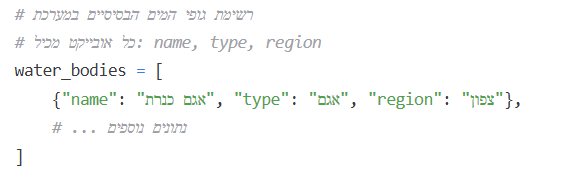 # רשימת גופי המים הבסיסיים במערכת
# כל אובייקט מכיל: name, type, region
water_bodies = [
    {"name": "אגם כנרת", "type": "אגם", "region": "צפון"},
    # ... נתונים נוספים
]